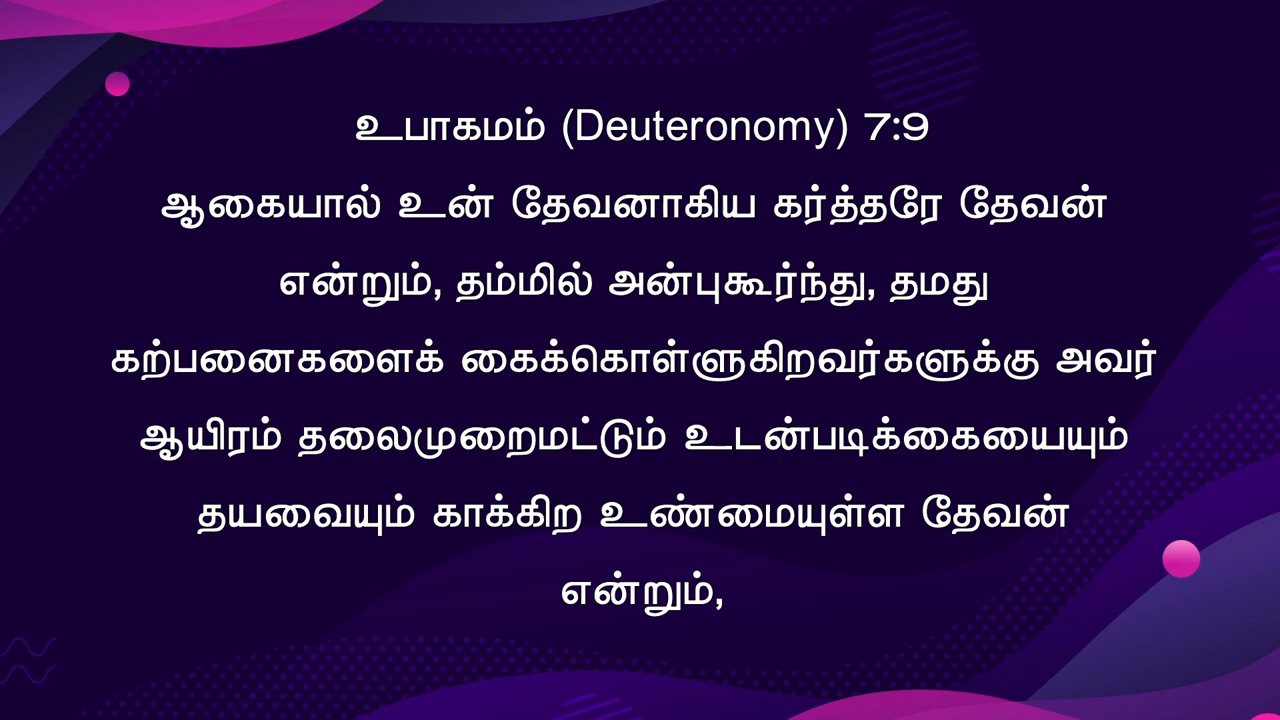 உபாகமம் (Deuteronomy) 7:9
ஆகையால் உன் தேவனாகிய கர்த்தரே தேவன்
என்றும், தம்மில் அன்புகூர்ந்து, தமது
கற்பனைகளைக் கைக்கொள்ளுகிறவர்களுக்கு அவர்
ஆயிரம் தலைமுறைமட்டும் உடன்படிக்கையையும்
தயவையும் காக்கிற உண்மையுள்ள தேவன்
என்றும்,